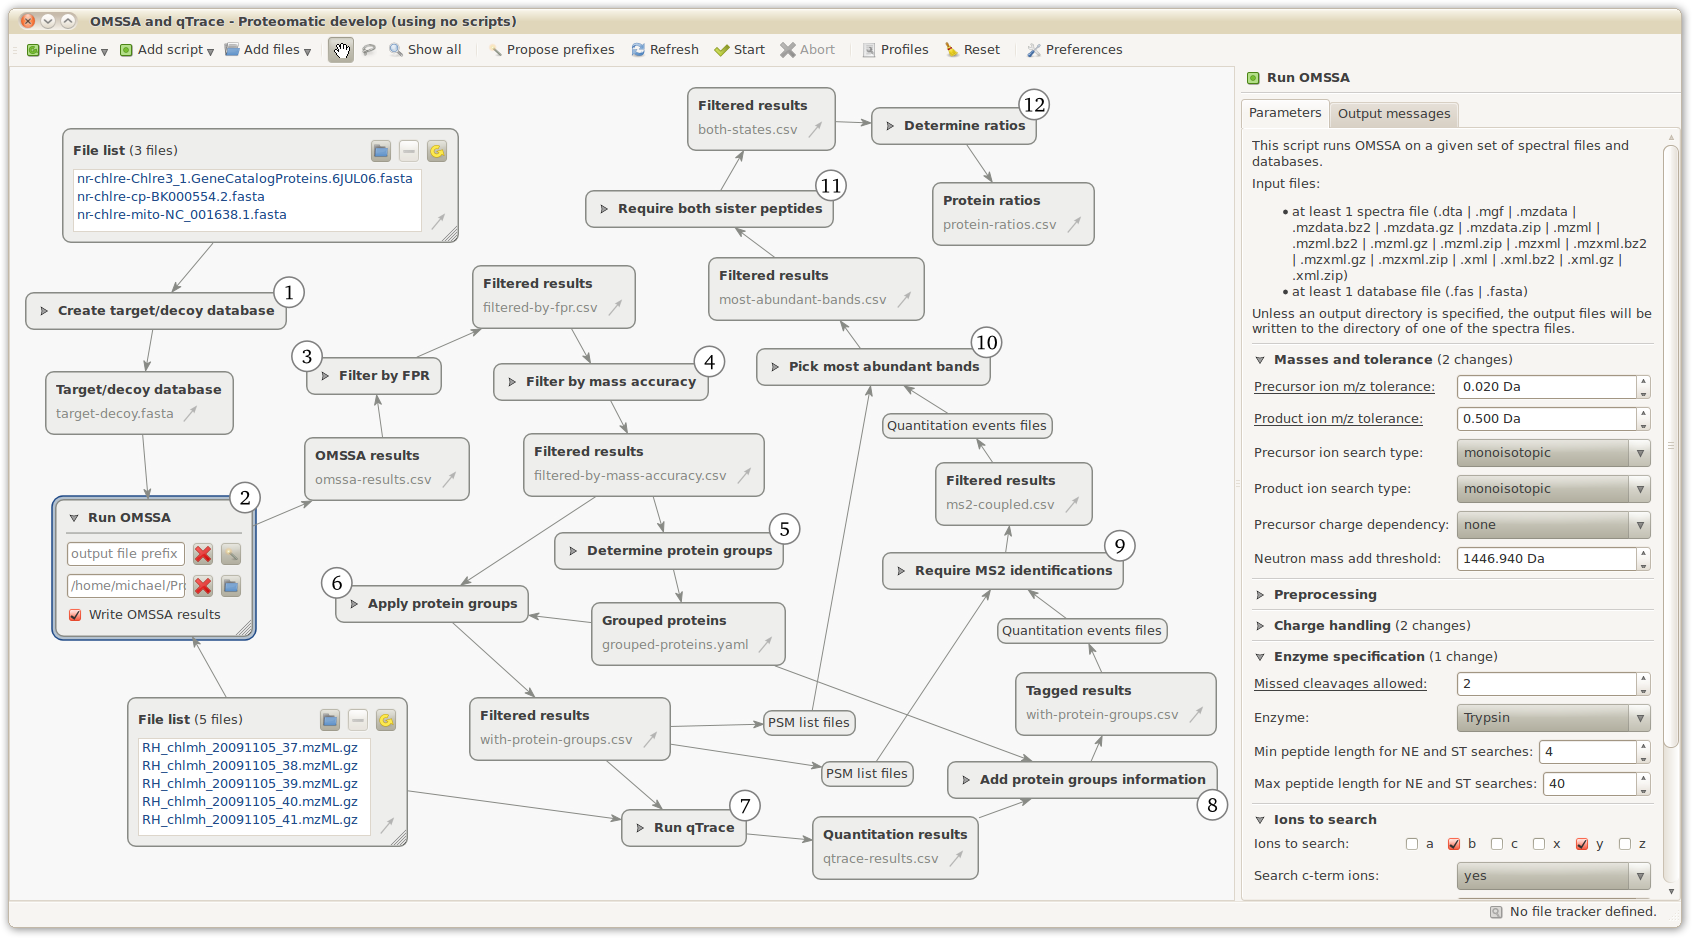 OMSSA and qTrace - Proteomatic develop (using no scripts)
Pipeline Add script Add files Show all Propose prefixes Refresh Start Abort Profiles Reset Preferences
File list (3 files)
nr-chlre-Chlre3_1.GeneCatalogProteins.6JUL06.fasta
nr-chlre-cp-BK000554.2.fasta
nr-chlre-mito-NC_001638.1.fasta
1
Create target/decoy database
Target/decoy database
target-decoy.fasta
2
Run OMSSA
output file prefix
/home/michael/Pr
Write OMSSA results
File list (5 files)
RH_chlmh_20091105_37.mzML.gz
RH_chlmh_20091105_38.mzML.gz
RH_chlmh_20091105_39.mzML.gz
RH_chlmh_20091105_40.mzML.gz
RH_chlmh_20091105_41.mzML.gz
OMSSA results
omssa-results.csv
3
Filter by FPR
Filtered results
filtered-by-fpr.csv
4
Filter by mass accuracy
Filtered results
filtered-by-mass-accuracy.csv
5
Determine protein groups
Grouped proteins
grouped-proteins.yaml
6
Apply protein groups
Filtered results
with-protein-groups.csv
PSM list files
PSM list files
7
Run qTrace
Quantitation results
qtrace-results.csv
8
Add protein groups information
Tagged results
with-protein-groups.csv
Quantitation events files
9
Require MS2 identifications
Filtered results
ms2-coupled.csv
Quantitation events files
10
Pick most abundant bands
Filtered results
most-abundant-bands.csv
11
Require both sister peptides
Filtered results
both-states.csv
12
Determine ratios
Protein ratios
protein-ratios.csv
Run OMSSA
Parameters Output messages
This script runs OMSSA on a given set of spectral files and
databases.
Input files:
• at least 1 spectra file (.dta | .mgf | .mzdata |
.mzdata.bz2 | .mzdata.gz | .mzdata.zip | .mzml |
.mzml.bz2 | .mzml.gz | .mzml.zip | .mzxml | .mzxml.bz2
| .mzxml.gz | .mzxml.zip | .xml | .xml.bz2 | .xml.gz |
.xml.zip)
• at least 1 database file (.fas | .fasta)
Unless an output directory is specified, the output files will be
written to the directory of one of the spectra files.
Masses and tolerance (2 changes)
Precursor ion m/z tolerance: 0.020 Da
Product ion m/z tolerance: 0.500 Da
Precursor ion search type: monoisotopic
Product ion search type: monoisotopic
Precursor charge dependency: none
Neutron mass add threshold: 1446.940 Da
Preprocessing
Charge handling (2 changes)
Enzyme specification (1 change)
Missed cleavages allowed: 2
Enzyme: Trypsin
Min peptide length for NE and ST searches: 4
Max peptide length for NE and ST searches: 40
Ions to search
Ions to search: a b c x y z
Search c-term ions: yes
No file tracker defined.